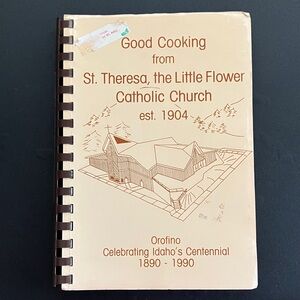 Good Cooking
from
St. Theresa, the Little Flower
Catholic Church
est. 1904
Orofino
Celebrating Idaho's Centennial
1890 - 1990